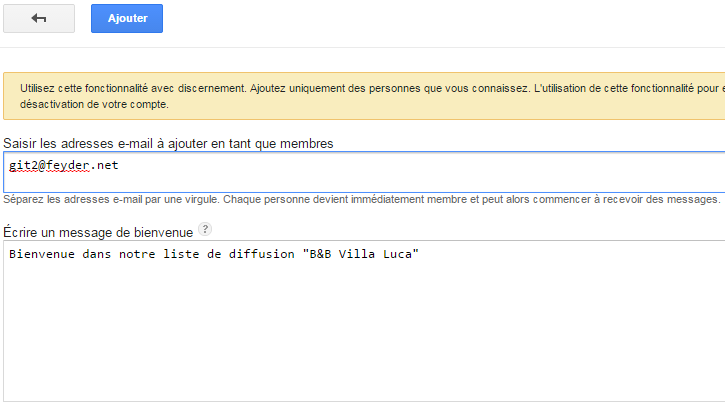 Ajouter
Utilisez cette fonctionnalité avec discernement. Ajoutez uniquement des personnes que vous connaissez. L'utilisation de cette fonctionnalité pour
désactivation de votre compte.
Saisir les adresses e-mail à ajouter en tant que membres
git2@feyder.net
Séparez les adresses e-mail par une virgule. Chaque personne devient immédiatement membre et peut alors commencer à recevoir des messages.
Écrire un message de bienvenue ?
Bienvenue dans notre liste de diffusion "B&B Villa Luca"